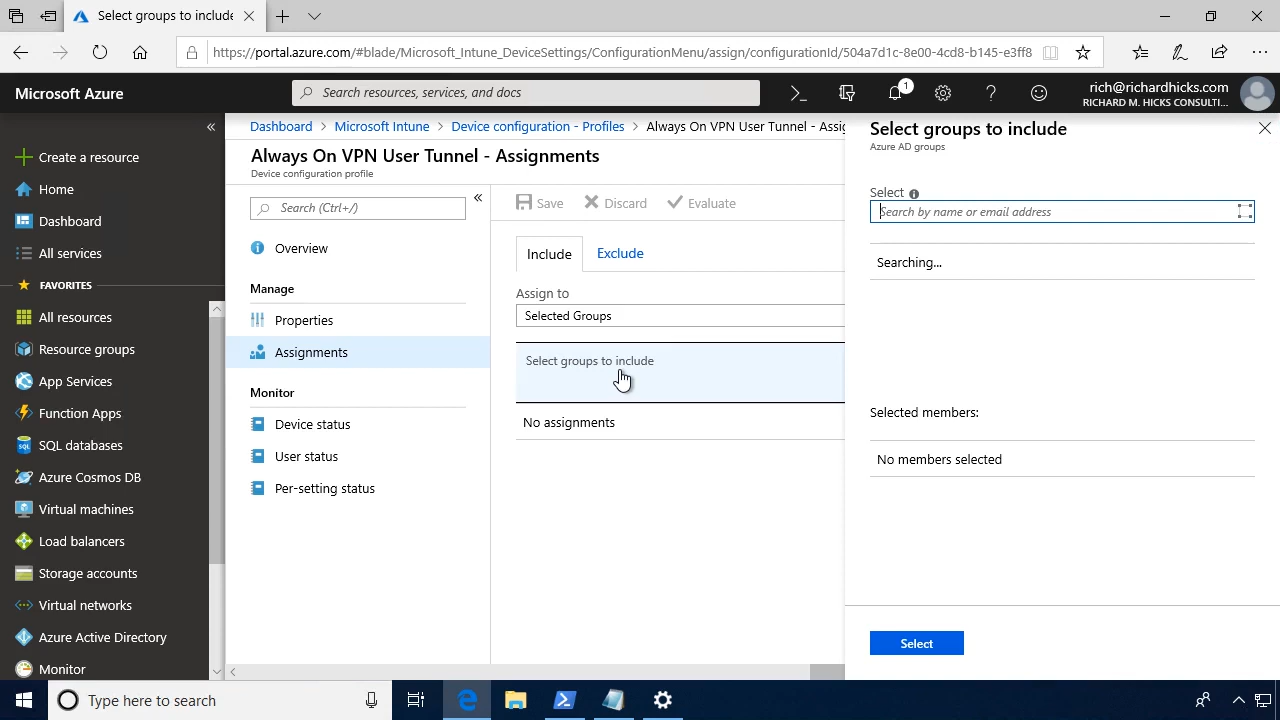 Select groups to include
https://portal.azure.com/#blade/Microsoft_Intune_DeviceSettings/ConfigurationMenu/assign/configurationId/504a7d1c-8e00-4cd8-b145-e3ff8
Microsoft Azure
Search resources, services, and docs
1
rich@richardhicks.com
RICHARD M. HICKS CONSULTI...
Create a resource
Home
Dashboard
All services
FAVORITES
All resources
Resource groups
App Services
Function Apps
SQL databases
Azure Cosmos DB
Virtual machines
Load balancers
Storage accounts
Virtual networks
Azure Active Directory
Monitor
Dashboard > Microsoft Intune > Device configuration - Profiles > Always On VPN User Tunnel - Assig
Always On VPN User Tunnel - Assignments
Device configuration profile
Search (Ctrl+/)
Overview
Manage
Properties
Assignments
Monitor
Device status
User status
Per-setting status
Save Discard Evaluate
Include Exclude
Assign to
Selected Groups
Select groups to include
No assignments
Select groups to include
Azure AD groups
Select
Search by name or email address
Searching...
Selected members:
No members selected
Select
Type here to search